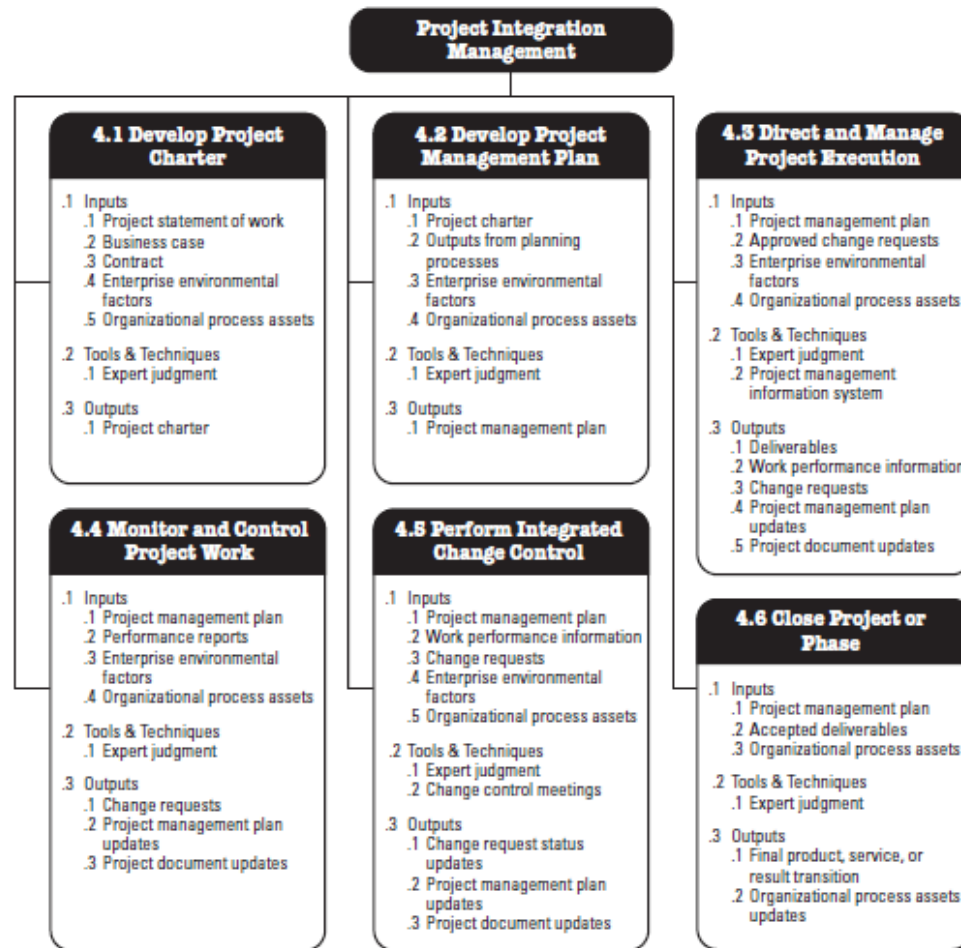 Project Integration
Management
4.1 Develop Project
Charter
.1 Inputs
.1 Project statement of work
.2 Business case
.3 Contract
.4 Enterprise environmental
factors
.5 Organizational process assets
.2 Tools & Techniques
.1 Expert judgment
.3 Outputs
.1 Project charter
4.2 Develop Project
Management Plan
.1 Inputs
.1 Project charter
.2 Outputs from planning
processes
.3 Enterprise environmental
factors
.4 Organizational process assets
.2 Tools & Techniques
.1 Expert judgment
.3 Outputs
.1 Project management plan
4.3 Direct and Manage
Project Execution
.1 Inputs
.1 Project management plan
.2 Approved change requests
.3 Enterprise environmental
factors
.4 Organizational process assets
.2 Tools & Techniques
.1 Expert judgment
.2 Project management
information system
.3 Outputs
.1 Deliverables
.2 Work performance information
.3 Change requests
.4 Project management plan
updates
.5 Project document updates
4.4 Monitor and Control
Project Work
.1 Inputs
.1 Project management plan
.2 Performance reports
.3 Enterprise environmental
factors
.4 Organizational process assets
.2 Tools & Techniques
.1 Expert judgment
.3 Outputs
.1 Change requests
.2 Project management plan
updates
.3 Project document updates
4.5 Perform Integrated
Change Control
.1 Inputs
.1 Project management plan
.2 Work performance information
.3 Change requests
.4 Enterprise environmental
factors
.5 Organizational process assets
.2 Tools & Techniques
.1 Expert judgment
.2 Change control meetings
.3 Outputs
.1 Change request status
updates
.2 Project management plan
updates
.3 Project document updates
4.6 Close Project or
Phase
.1 Inputs
.1 Project management plan
.2 Accepted deliverables
.3 Organizational process assets
.2 Tools & Techniques
.1 Expert judgment
.3 Outputs
.1 Final product, service, or
result transition
.2 Organizational process assets
updates